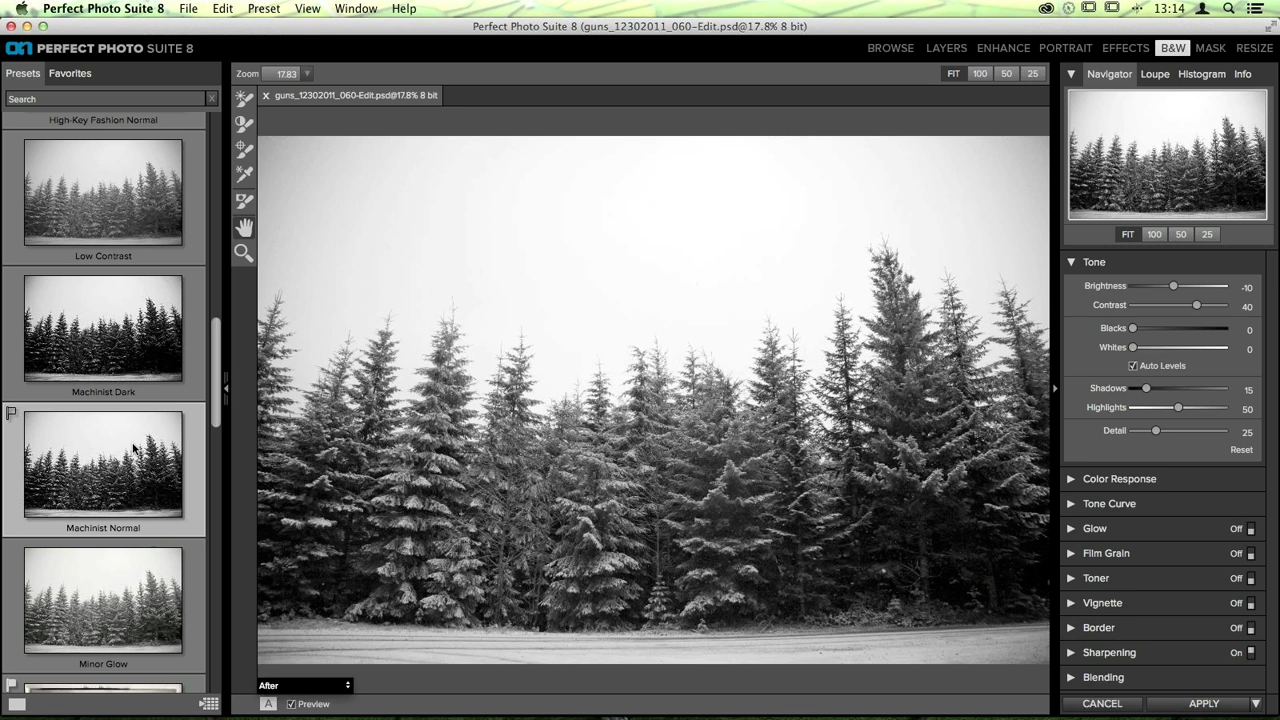 Perfect Photo Suite 8 File Edit Preset View Window Help 13:14
Perfect Photo Suite 8 (guns_12302011_060-Edit.psd@17.8% 8 bit)
on PERFECT PHOTO SUITE 8 BROWSE LAYERS ENHANCE PORTRAIT EFFECTS B&W MASK RESIZE
Presets Favorites
Zoom 17.83 FIT 100 50 25
Navigator Loupe Histogram Info
Search X
X guns_12302011_060-Edit.psd@17.8% 8 bit
High-Key Fashion Normal
Low Contrast
Machinist Dark
Machinist Normal
Minor Glow
After
A Preview
FIT 100 50 25
Tone
Brightness -10
Contrast 40
Blacks 0
Whites 0
Auto Levels
Shadows 15
Highlights 50
Detail 25
Reset
Color Response
Tone Curve
Glow Off
Film Grain Off
Toner Off
Vignette Off
Border Off
Sharpening On
Blending
CANCEL APPLY